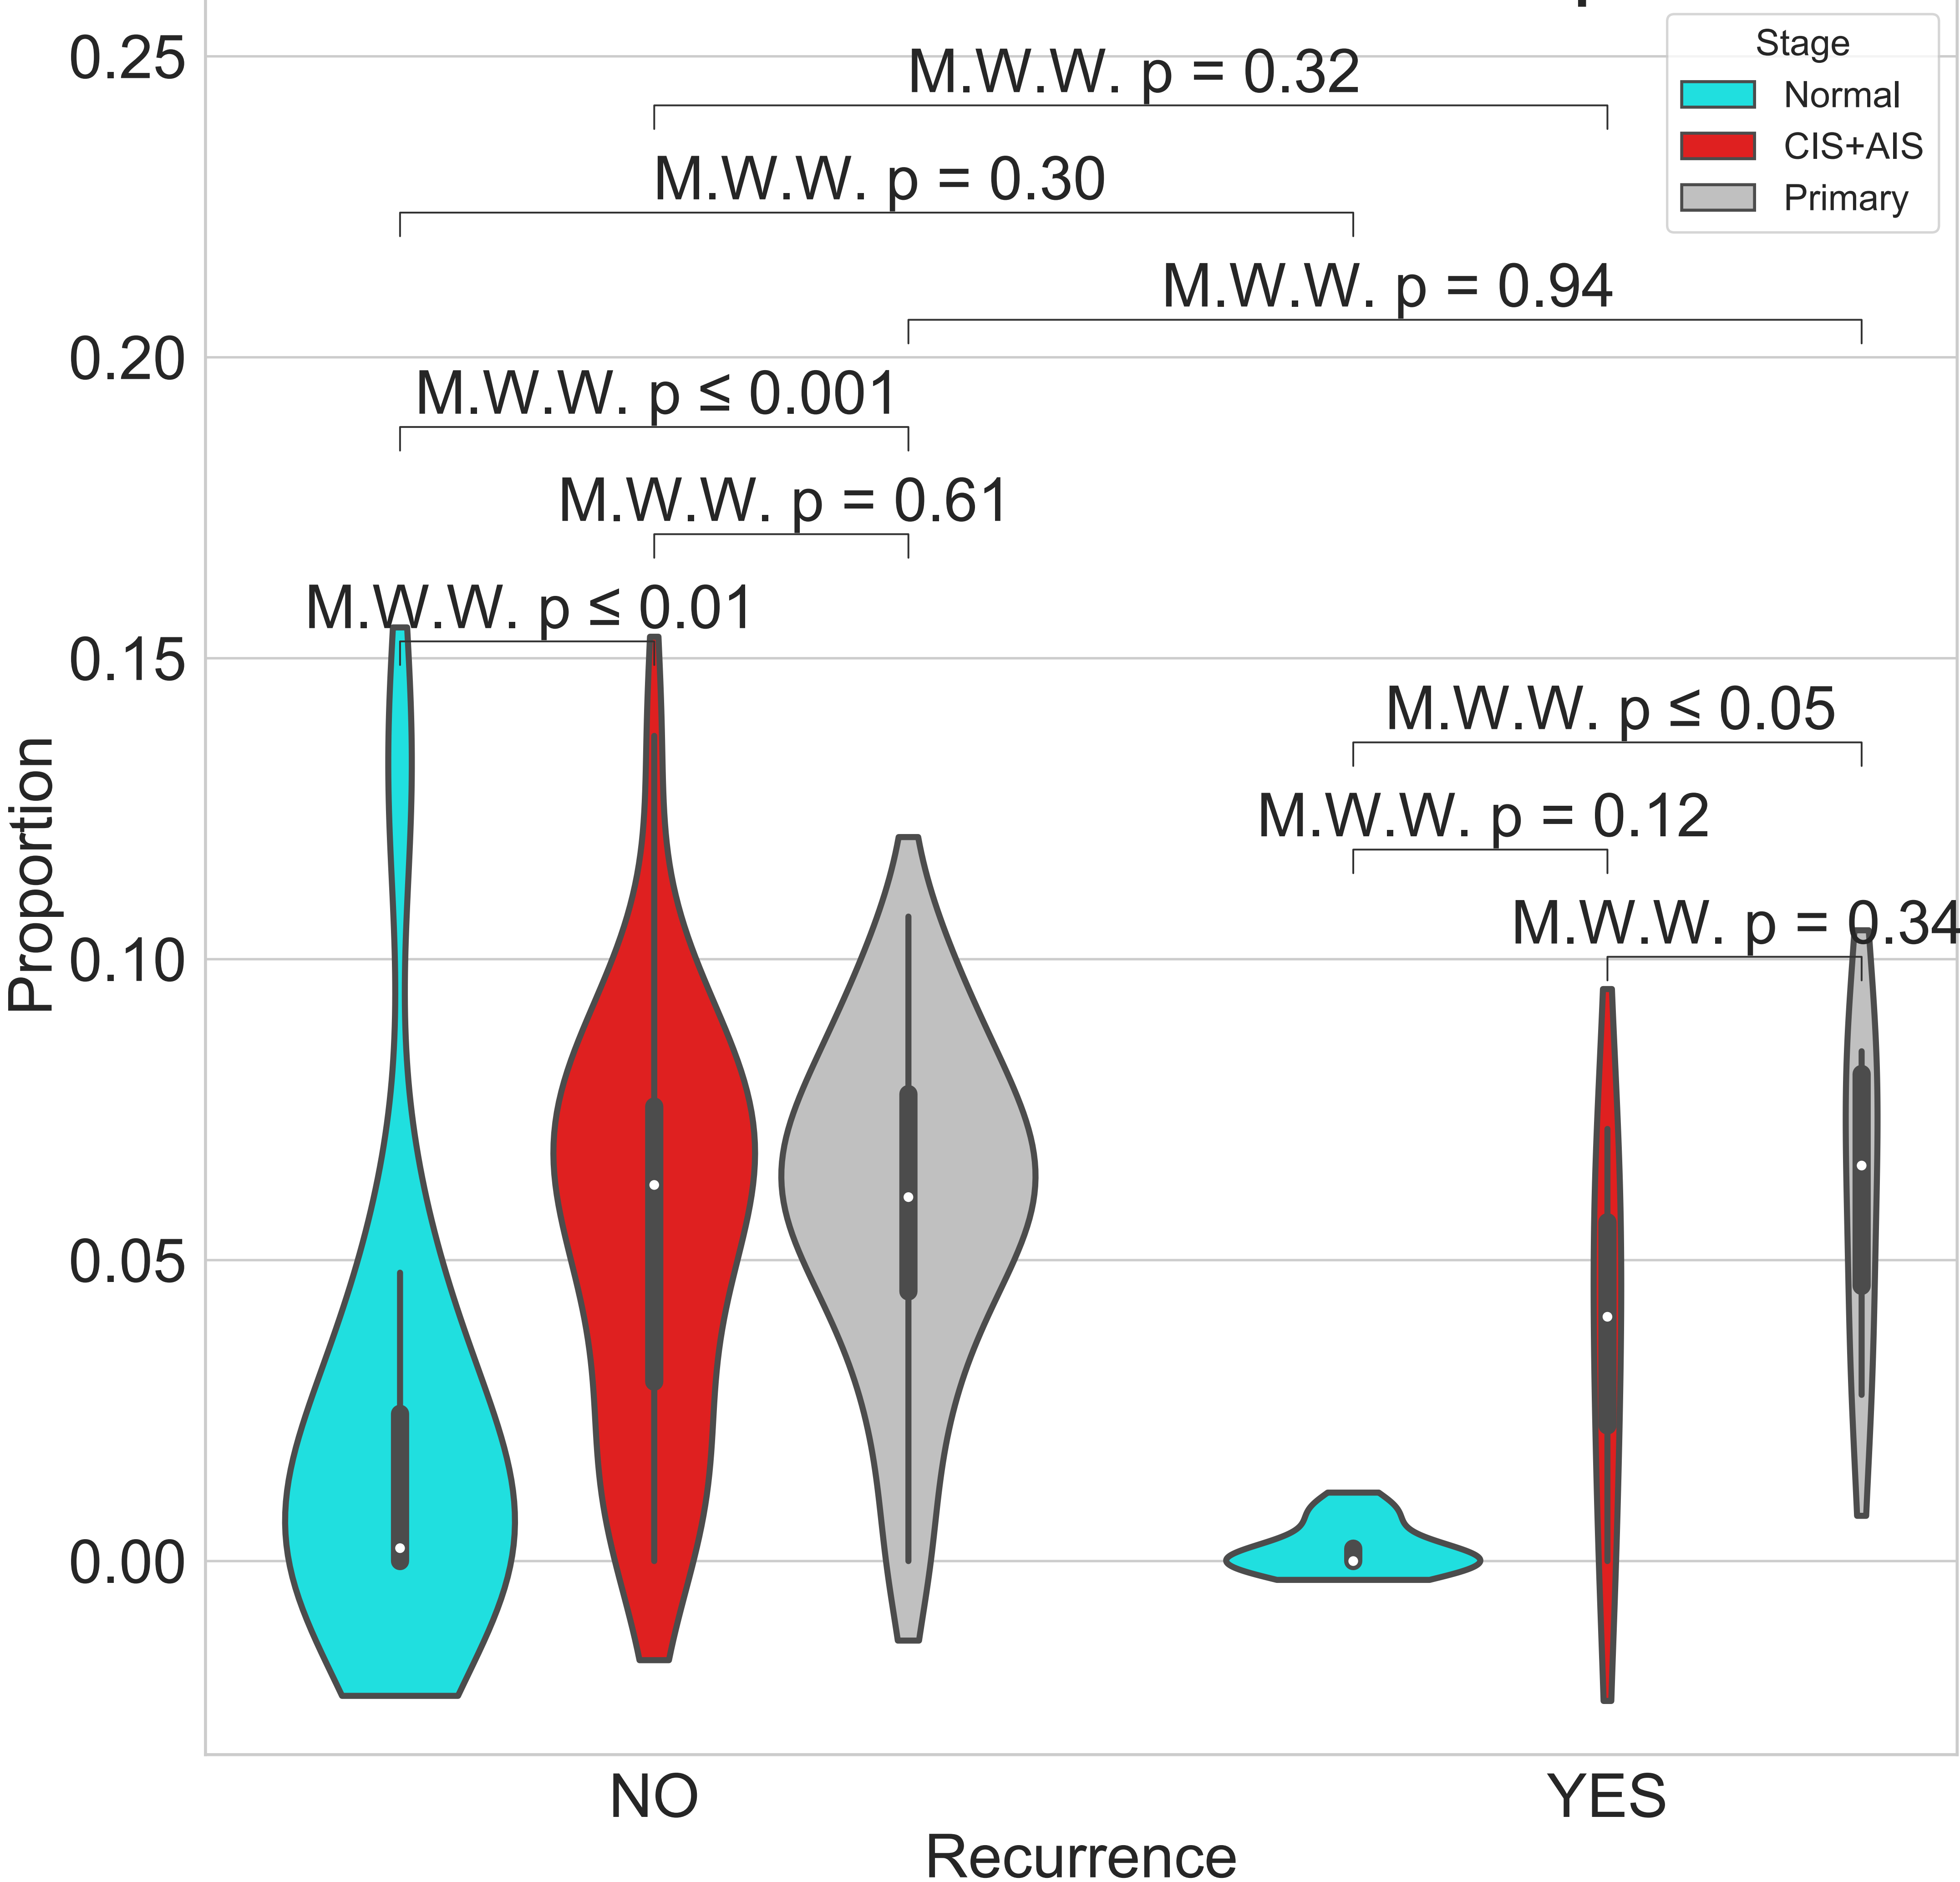 0.25
0.20
0.15
0.10
0.05
0.00
Proportion
M.W.W. p = 0.32
M.W.W. p = 0.30
M.W.W. p = 0.94
M.W.W. p ≤ 0.001
M.W.W. p = 0.61
M.W.W. p ≤ 0.01
M.W.W. p ≤ 0.05
M.W.W. p = 0.12
M.W.W. p = 0.34
Stage
Normal
CIS+AIS
Primary
NO
YES
Recurrence